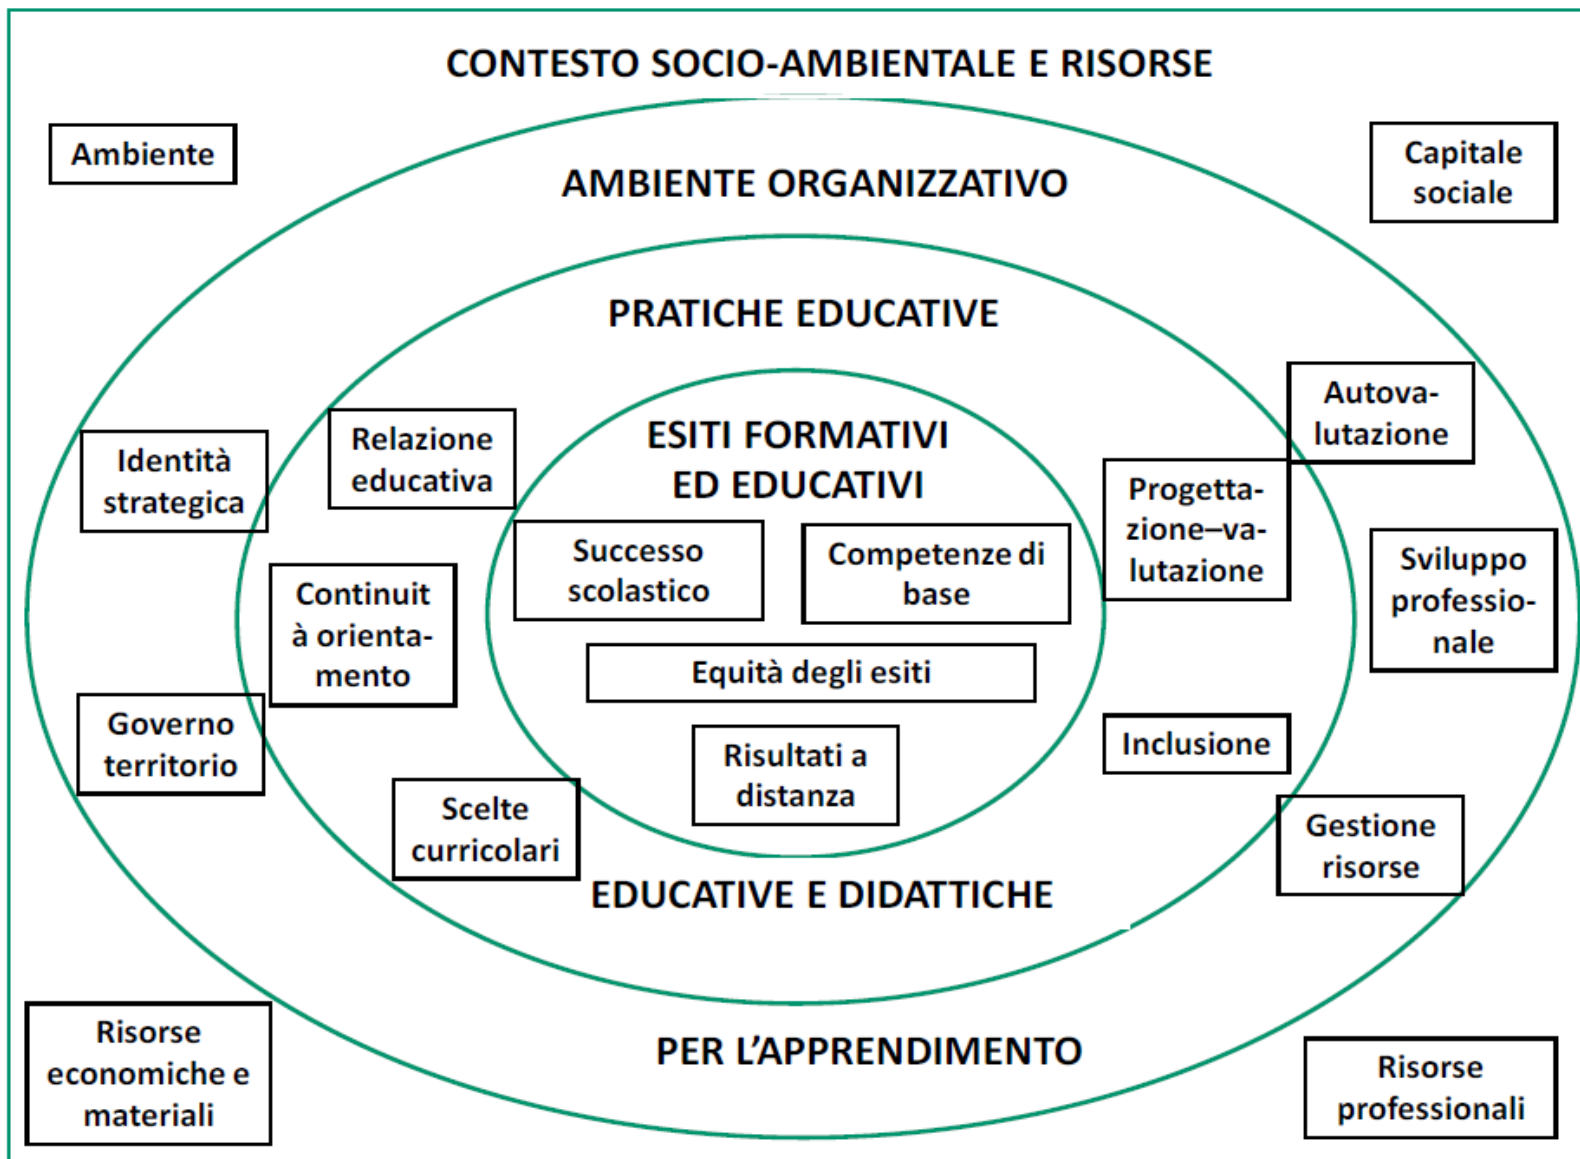 CONTESTO SOCIO-AMBIENTALE E RISORSE
Ambiente
Capitale
sociale
AMBIENTE ORGANIZZATIVO
PRATICHE EDUCATIVE
Autova-
lutazione
Identità
strategica
Relazione
educativa
ESITI FORMATIVI
ED EDUCATIVI
Progetta-
zione–va-
lutazione
Successo
scolastico
Competenze di
base
Sviluppo
professio-
nale
Continuit
à orienta-
mento
Equità degli esiti
Governo
territorio
Risultati a
distanza
Inclusione
Scelte
curricolari
Gestione
risorse
EDUCATIVE E DIDATTICHE
PER L’APPRENDIMENTO
Risorse
economiche e
materiali
Risorse
professionali